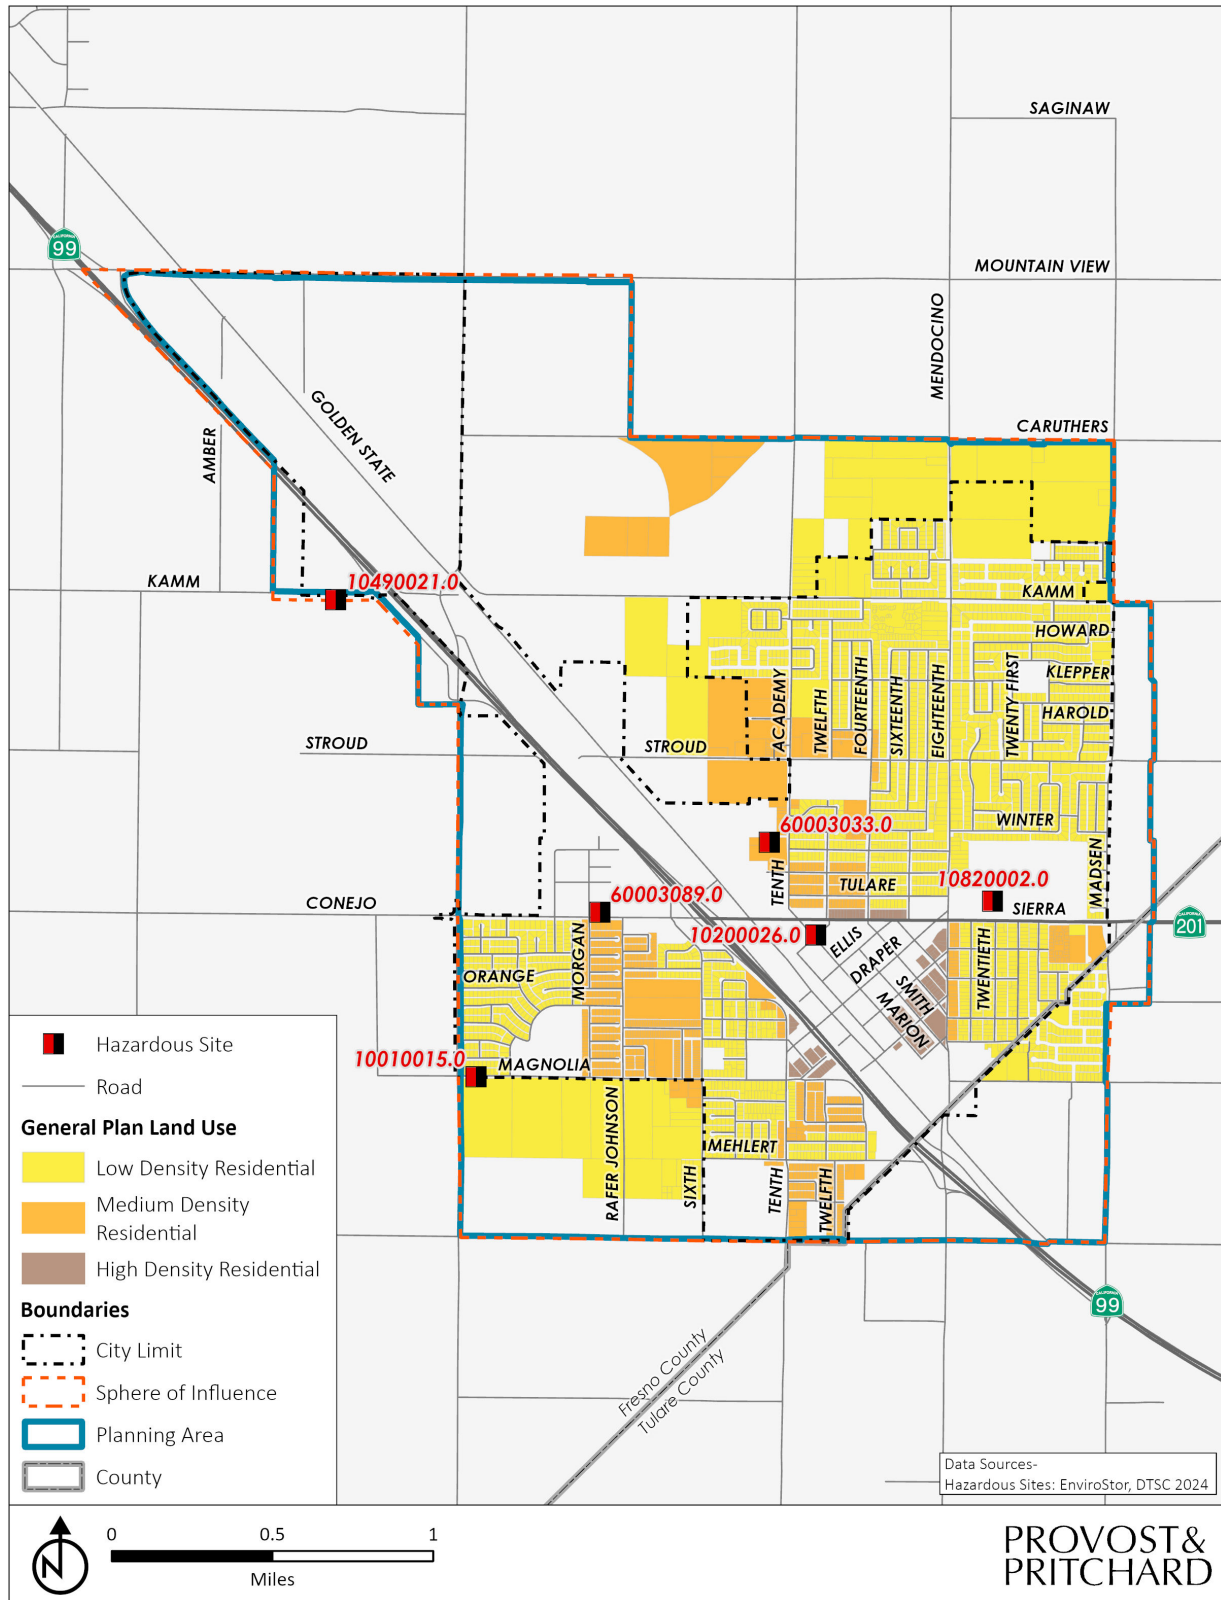 SAGINAW
CALIFORNIA
99
MOUNTAIN VIEW
MENDOCINO
GOLDEN STATE
AMBER
CARUTHERS
KAMM
10490021.0
KAMM
HOWARD
KLEPPER
HAROLD
ACADEMY
TWELFTH
FOURTEENTH
SIXTEENTH
EIGHTEENTH
TWENTY FIRST
STROUD
STROUD
WINTER
60003033.0
TENTH
TULARE
10820002.0
MADSEN
60003089.0
CONEJO
SIERRA
CALIFORNIA
201
10200026.0
ELLIS
DRAPER
SMITH
MARION
TWENTIETH
ORANGE
MORGAN
10010015.0
MAGNOLIA
RAFER JOHNSON
SIXTH
MEHLERT
TENTH
TWELFTH
CALIFORNIA
99
Fresno County
Tulare County
Hazardous Site
Road
General Plan Land Use
Low Density Residential
Medium Density
Residential
High Density Residential
Boundaries
City Limit
Sphere of Influence
Planning Area
County
Data Sources-
Hazardous Sites: EnviroStor, DTSC 2024
N
0 0.5 1
Miles
PROVOST&
PRITCHARD